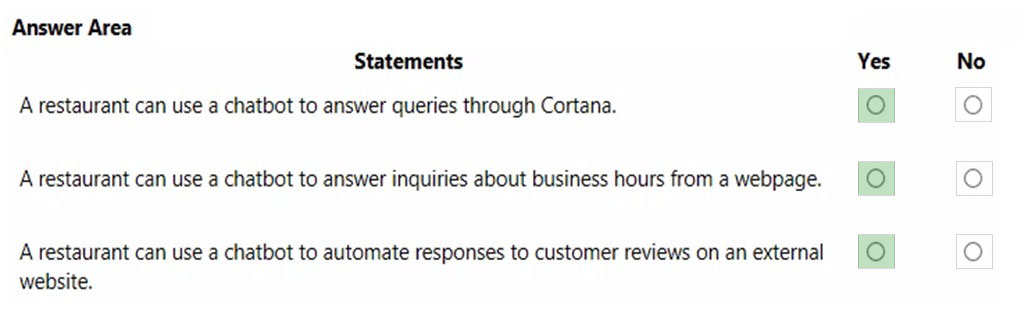 Answer Area
Statements Yes No
A restaurant can use a chatbot to answer queries through Cortana.
A restaurant can use a chatbot to answer inquiries about business hours from a webpage.
A restaurant can use a chatbot to automate responses to customer reviews on an external
website.